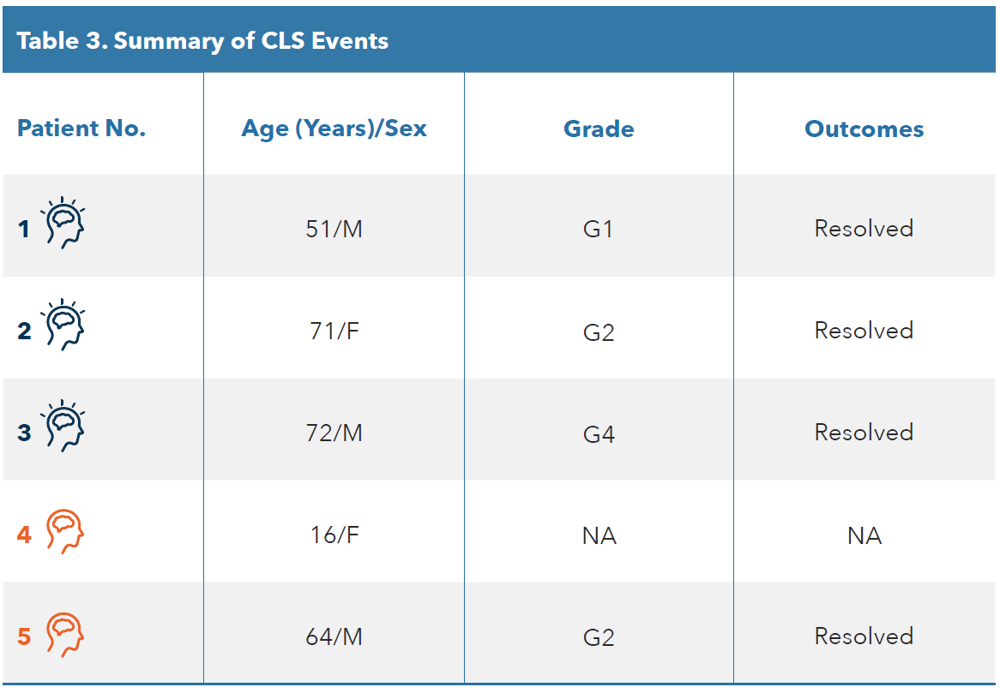 Table 3. Summary of CLS Events
Patient No. Age (Years)/Sex Grade Outcomes
1 51/M G1 Resolved
2 71/F G2 Resolved
3 72/M G4 Resolved
4 16/F NA NA
5 64/M G2 Resolved